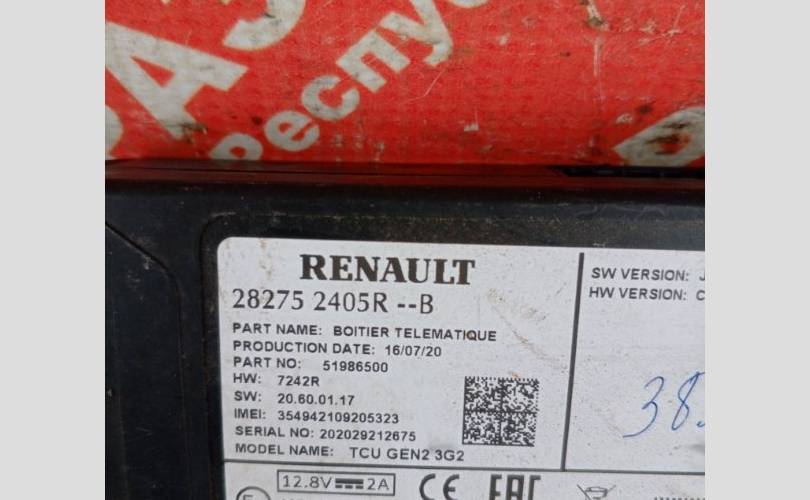 Респу
RENAULT
28275 2405R --B
PART NAME: BOITIER TELEMATIQUE
PRODUCTION DATE: 16/07/20
PART NO: 51986500
HW: 7242R
SW: 20.60.01.17
IMEI: 354942109205323
SERIAL NO: 202029212675
MODEL NAME: TCU GEN2 3G2
12.8V 2A
CE EAC
SW VERSION: J
HW VERSION: C
38.